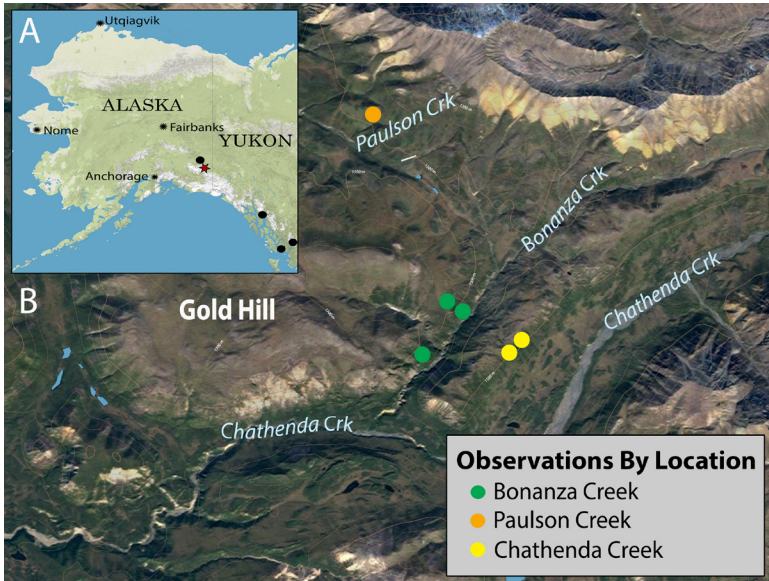 A
Utqiagvik
ALASKA
Nome
Fairbanks
YUKON
Anchorage
Paulson Crk
Bonanza Crk
Chathenda Crk
B
Gold Hill
Chathenda Crk
Observations By Location
Bonanza Creek
Paulson Creek
Chathenda Creek